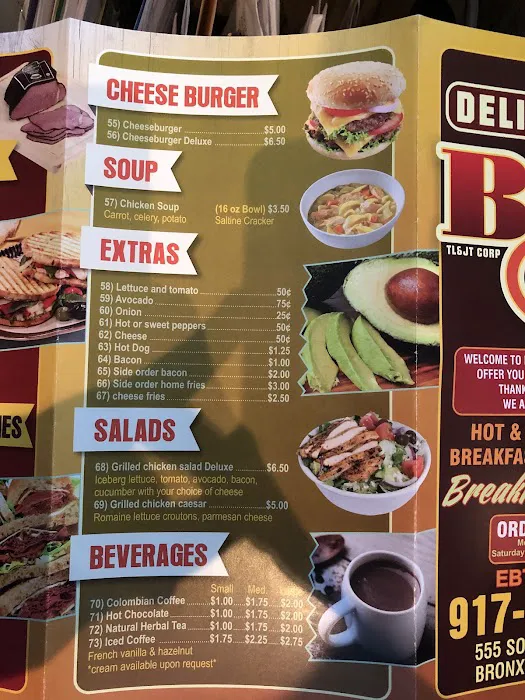 CHEESE BURGER
55) Cheeseburger $5.00
56) Cheeseburger Deluxe $6.50
SOUP
57) Chicken Soup (16 oz Bowl) $3.50
Carrot, celery, potato Saltine Cracker
EXTRAS
58) Lettuce and tomato 50¢
59) Avocado 75¢
60) Onion 25¢
61) Hot or sweet peppers 50¢
62) Cheese 50¢
63) Hot Dog $1.25
64) Bacon $1.00
65) Side order bacon $2.00
66) Side order home fries $3.00
67) cheese fries $2.50
SALADS
68) Grilled chicken salad Deluxe $6.50
Iceberg lettuce, tomato, avocado, bacon,
cucumber with your choice of cheese
69) Grilled chicken caesar $5.00
Romaine lettuce croutons, parmesan cheese
BEVERAGES
Small Med.
70) Colombian Coffee $1.00 $1.75 $2.00
71) Hot Chocolate $1.00 $1.75 $2.00
72) Natural Herbal Tea $1.00 $1.75 $2.00
73) Iced Coffee $1.75 $2.25 $2.75
French vanilla & hazelnut
*cream available upon request*
DELI
B
TL&JT CORP
WELCOME TO
OFFER YOU
THAN
WE A
HOT &
BREAKFAS
Break
ORD
Saturday
EBT
917-
555 SO
BRONX